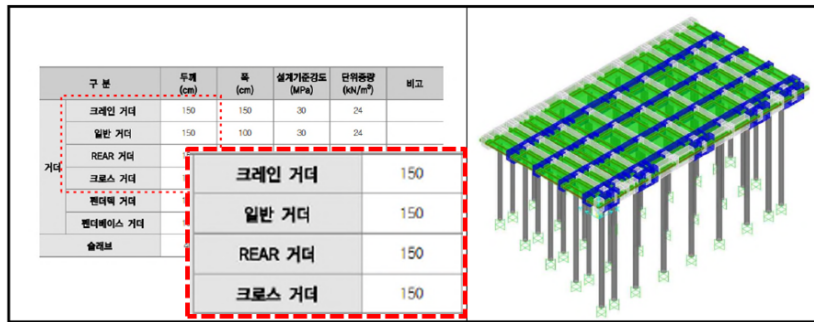 구 분 두께 (cm) 폭 (cm) 설계기준강도 (MPa) 단위중량 (kN/m³) 비고
거더 크레인 거더 150 150 30 24
일반 거더 150 100 30 24
REAR 거더
크로스 거더
펜더벽 거더
펜더베이스 거더
슬래브
크레인 거더 150
일반 거더 150
REAR 거더 150
크로스 거더 150